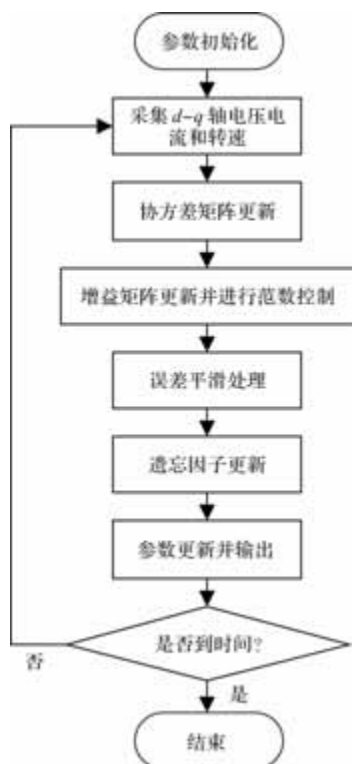 参数初始化
采集d-q轴电压电
流和转速
协方差矩阵更新
增益矩阵更新并进行范数控制
误差平滑处理
遗忘因子更新
参数更新并输出
是否到时间?
否
是
结束